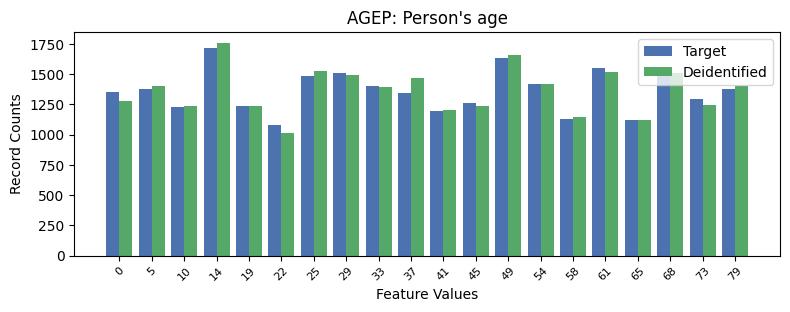 AGEP: Person's age
Target
Deidentified
Record Counts
1750
1500
1250
1000
750
500
250
0
0 5 10 14 19 22 25 29 33 37 41 45 49 54 58 61 65 68 73 79
Feature Values